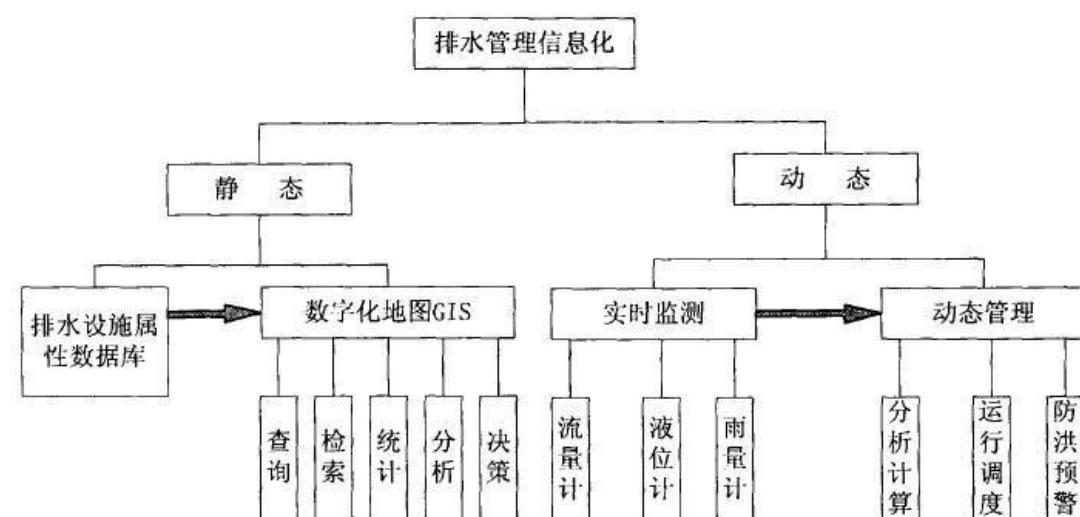 排水管理信息化
静 态
动 态
排水设施属
性数据库
数字化地图GIS
实时监测
动态管理
查询
检索
统计
分析
决策
流量计
液位计
雨量计
分析计算
运行调度
防洪预警